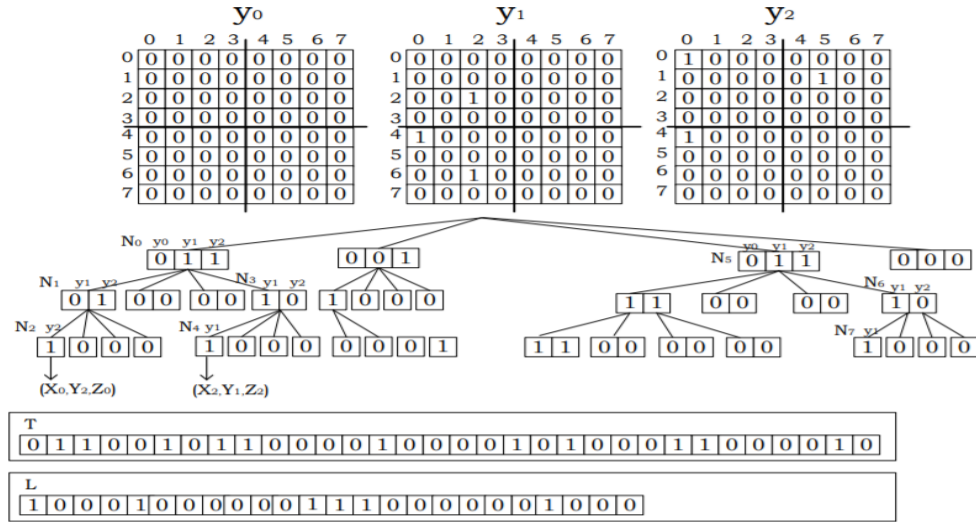 y0 y1 y2
0 1 2 3 4 5 6 7 0 1 2 3 4 5 6 7 0 1 2 3 4 5 6 7
0 0 0 0 0 0 0 0 0 0 0 0 0 0 0 0 0 0 0 1 0 0 0 0 0 0 0
1 0 0 0 0 0 0 0 0 1 0 0 0 0 0 0 0 0 1 0 0 0 0 0 1 0 0
2 0 0 0 0 0 0 0 0 2 0 0 1 0 0 0 0 0 2 0 0 0 0 0 0 0 0
3 0 0 0 0 0 0 0 0 3 0 0 0 0 0 0 0 0 3 0 0 0 0 0 0 0 0
4 0 0 0 0 0 0 0 0 4 1 0 0 0 0 0 0 0 4 1 0 0 0 0 0 0 0
5 0 0 0 0 0 0 0 0 5 0 0 0 0 0 0 0 0 5 0 0 0 0 0 0 0 0
6 0 0 0 0 0 0 0 0 6 0 0 1 0 0 0 0 0 6 0 0 0 0 0 0 0 0
7 0 0 0 0 0 0 0 0 7 0 0 0 0 0 0 0 0 7 0 0 0 0 0 0 0 0
N0 y0 y1 y2 y0 y1 y2
0 1 1 0 0 1 N5 0 1 1 0 0 0
N1 y1 y2 N3 y1 y2 N6 y1 y2
0 1 0 0 0 0 1 0 1 0 0 0 1 1 0 0 0 0 1 0
N2 y2 N4 y1 N7 y1
1 0 0 0 1 0 0 0 0 0 0 1 1 1 0 0 0 0 0 0 1 0 0 0
(X0,Y2,Z0) (X2,Y1,Z2)
T
0 1 1 0 0 1 0 1 1 0 0 0 0 1 0 0 0 0 1 0 1 0 0 0 1 1 0 0 0 0 1 0
L
1 0 0 0 1 0 0 0 0 0 0 1 1 1 0 0 0 0 0 0 1 0 0 0